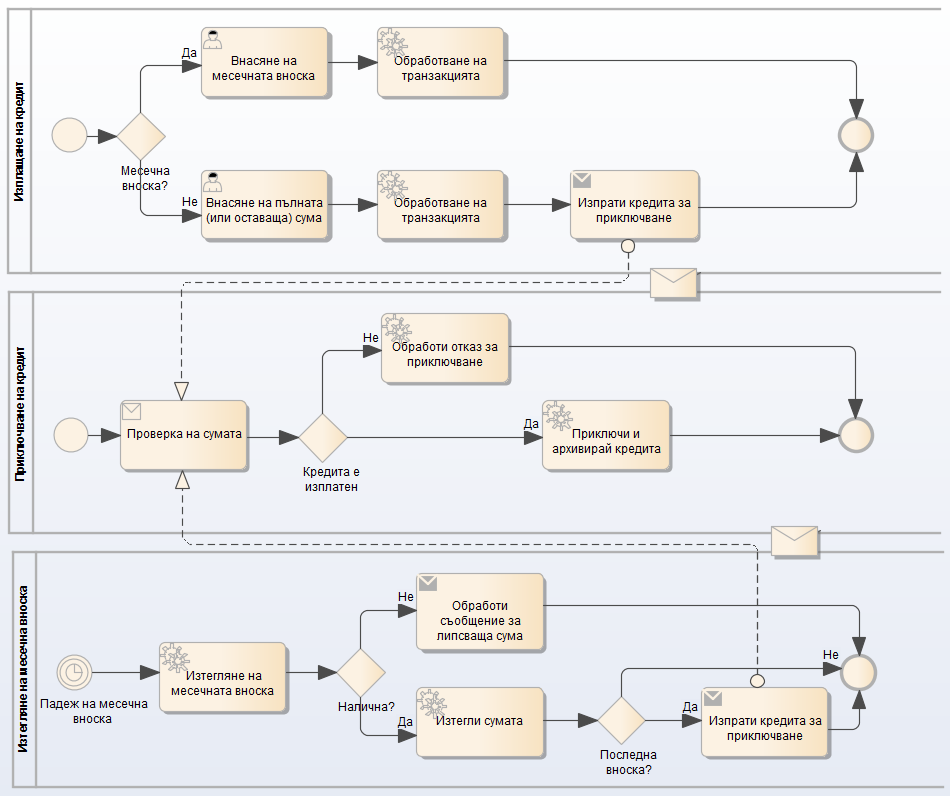 Изплащане на кредит
Да
Внасяне на
месечната вноска
Обработване на
транзакцията
Месечна
вноска?
Не
Внасяне на пълната
(или оставаща) сума
Обработване на
транзакцията
Изпрати кредита за
приключване
Приключване на кредит
Не
Обработи отказ за
приключване
Проверка на сумата
Кредита е
изплатен
Да
Приключи и
архивирай кредита
Изтегляне на месечна вноска
Падеж на месечна
вноска
Изтегляне на
месечната вноска
Налична?
Не
Обработи
съобщение за
липсваща сума
Да
Изтегли сумата
Последна
вноска?
Не
Да
Изпрати кредита за
приключване